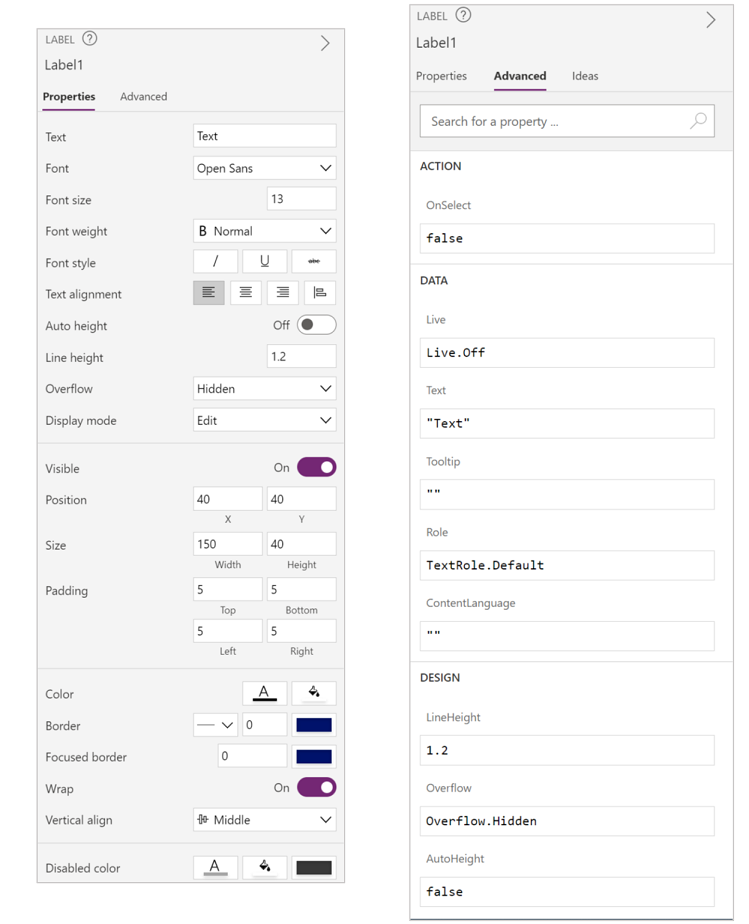 LABEL ?
Label1
Properties Advanced
Text Text
Font Open Sans
Font size 13
Font weight B Normal
Font style / U abc
Text alignment
Auto height Off
Line height 1.2
Overflow Hidden
Display mode Edit
Visible On
Position 40 40
X Y
Size 150 40
Width Height
Padding 5 5
Top Bottom
5 5
Left Right
Color A
Border 0
Focused border 0
Wrap On
Vertical align Middle
Disabled color A
LABEL ?
Label1
Properties Advanced Ideas
Search for a property ...
ACTION
OnSelect
false
DATA
Live
Live.Off
Text
"Text"
Tooltip
""
Role
TextRole.Default
ContentLanguage
""
DESIGN
LineHeight
1.2
Overflow
Overflow.Hidden
AutoHeight
false